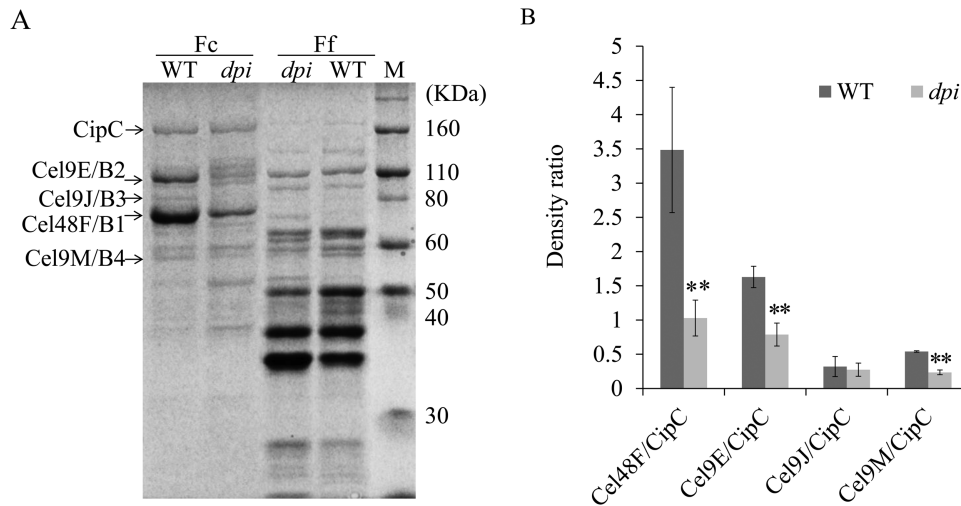 A
Fc Ff
WT dpi dpi WT M
(KDa)
CipC 160
Cel9E/B2 110
Cel9J/B3 80
Cel48F/B1
60
Cel9M/B4
50
40
30
B
5
4.5
4
3.5
3
2.5
2
1.5
1
0.5
0
Density ratio
WT dpi
**
**
**
Cel48F/CipC
Cel9E/CipC
Cel9J/CipC
Cel9M/CipC